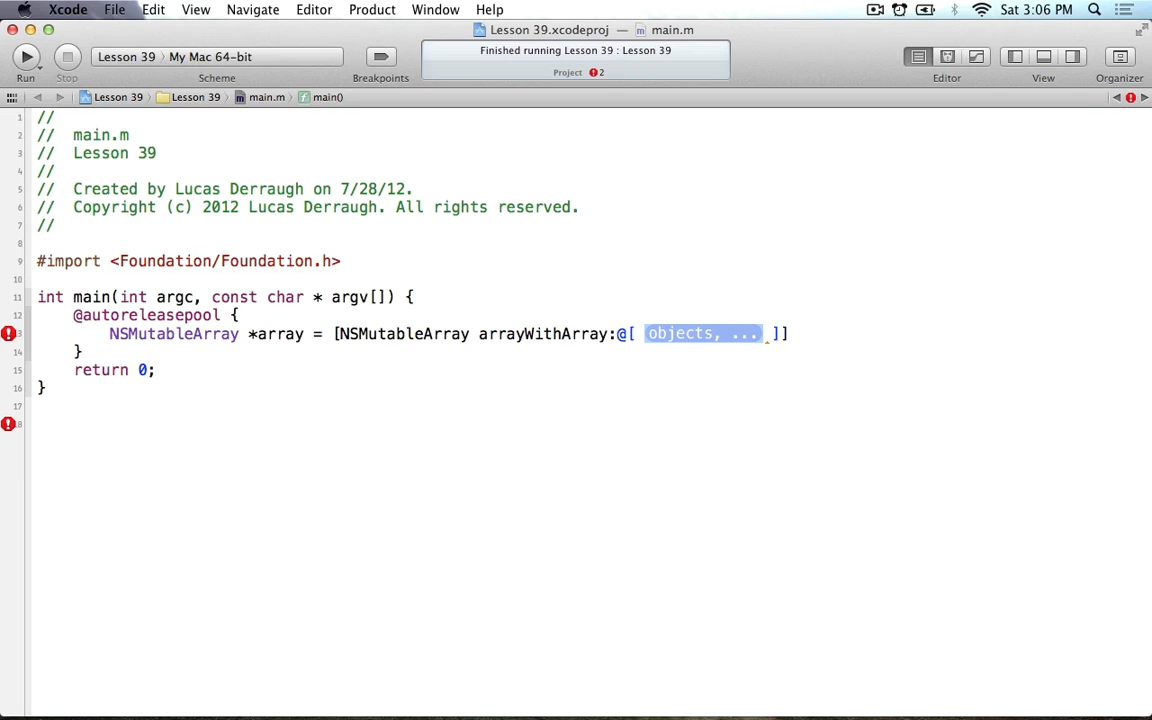 Xcode File Edit View Navigate Editor Product Window Help Sat 3:06 PM
Lesson 39.xcodeproj — main.m
Lesson 39 〉 My Mac 64-bit
Finished running Lesson 39 : Lesson 39
Project 2
Run Stop Scheme Breakpoints Editor View Organizer
Lesson 39 〉 Lesson 39 〉 main.m 〉 f main()
1 //
2 // main.m
3 // Lesson 39
4 //
5 // Created by Lucas Derraugh on 7/28/12.
6 // Copyright (c) 2012 Lucas Derraugh. All rights reserved.
7 //
8
9 #import <Foundation/Foundation.h>
10
11 int main(int argc, const char * argv[]) {
12 @autoreleasepool {
3 NSMutableArray *array = [NSMutableArray arrayWithArray:@[ objects, ... ]]
14 }
15 return 0;
16 }
17
18